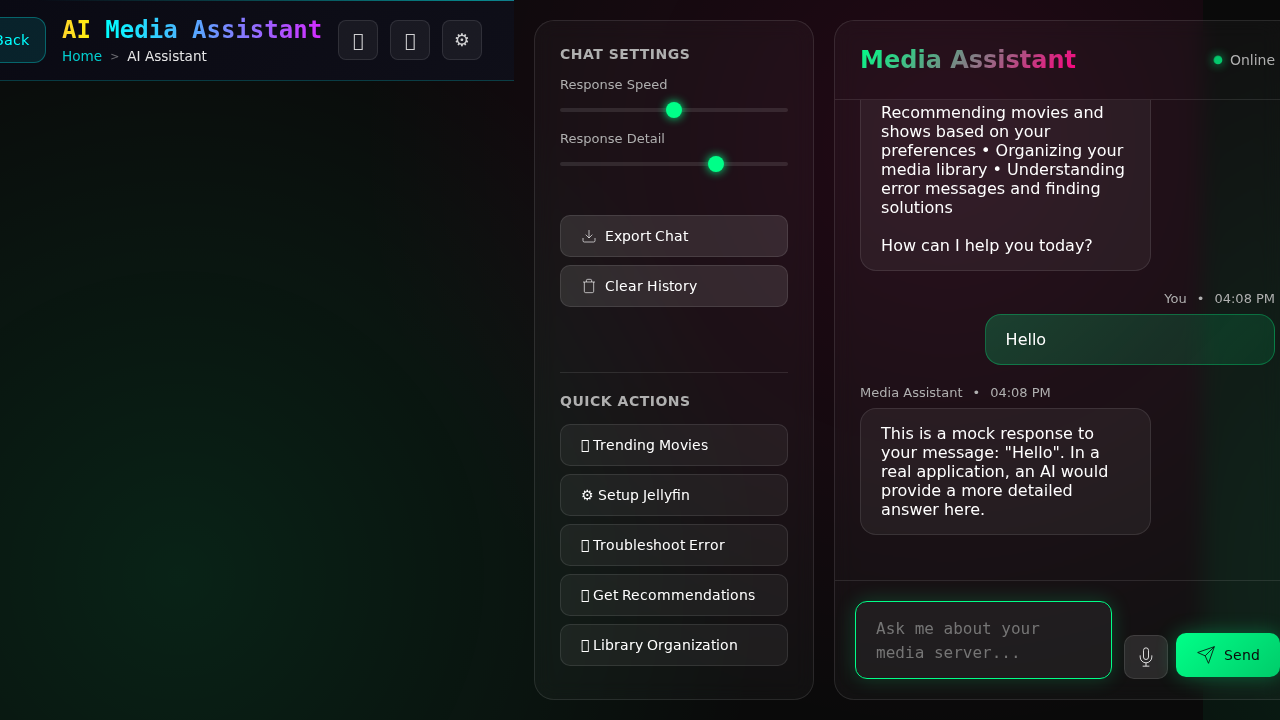 Back
AI Media Assistant
Home > AI Assistant
CHAT SETTINGS
Response Speed
Response Detail
Export Chat
Clear History
QUICK ACTIONS
Trending Movies
Setup Jellyfin
Troubleshoot Error
Get Recommendations
Library Organization
Media Assistant
Online
Recommending movies and
shows based on your
preferences • Organizing your
media library • Understanding
error messages and finding
solutions
How can I help you today?
You • 04:08 PM
Hello
Media Assistant • 04:08 PM
This is a mock response to
your message: "Hello". In a
real application, an AI would
provide a more detailed
answer here.
Ask me about your
media server...
Send